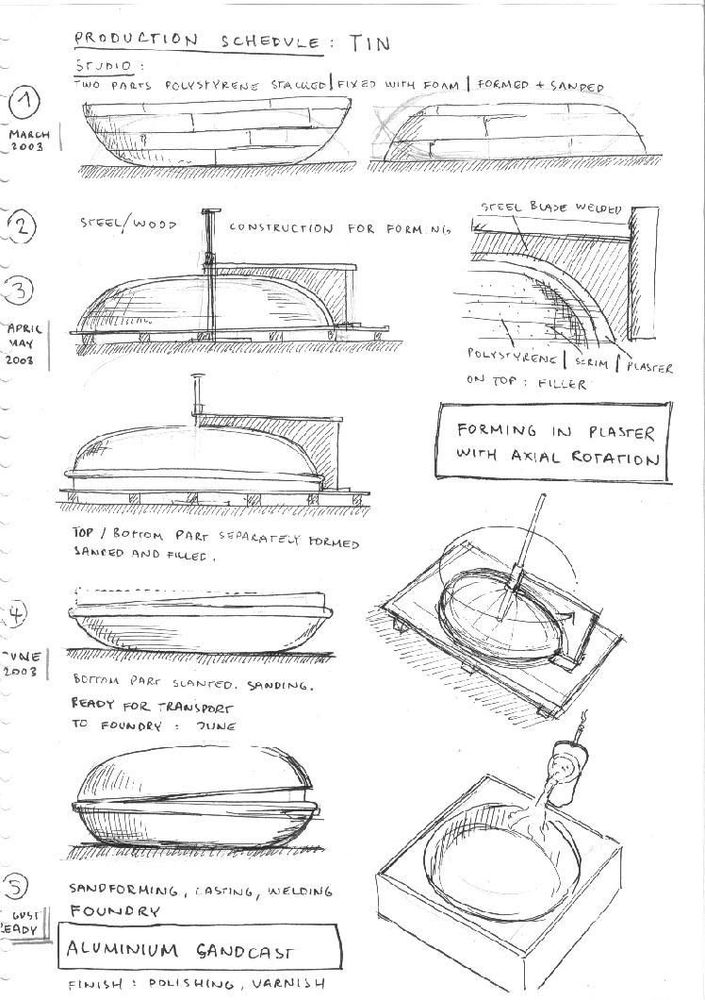 PRODUCTION SCHEDULE: TIN
STUDIO:
TWO PARTS POLYSTYRENE STACKED | FIXED WITH FOAM | FORMED + SANDED
1
MARCH
2003
2
STEEL/WOOD CONSTRUCTION FOR FORMING
STEEL BLADE WELDED
3
APRIL
MAY
2003
POLYSTYRENE | SCRIM | PLASTER
ON TOP: FILLER
FORMING IN PLASTER
WITH AXIAL ROTATION
TOP / BOTTOM PART SEPARATELY FORMED
SANDED AND FILLED.
4
JUNE
2003
BOTTOM PART SLANTED. SANDING.
READY FOR TRANSPORT
TO FOUNDRY: JUNE
5
GUST
EADY
SANDFORMING, CASTING, WELDING
FOUNDRY
ALUMINIUM SANDCAST
FINISH: POLISHING, VARNISH